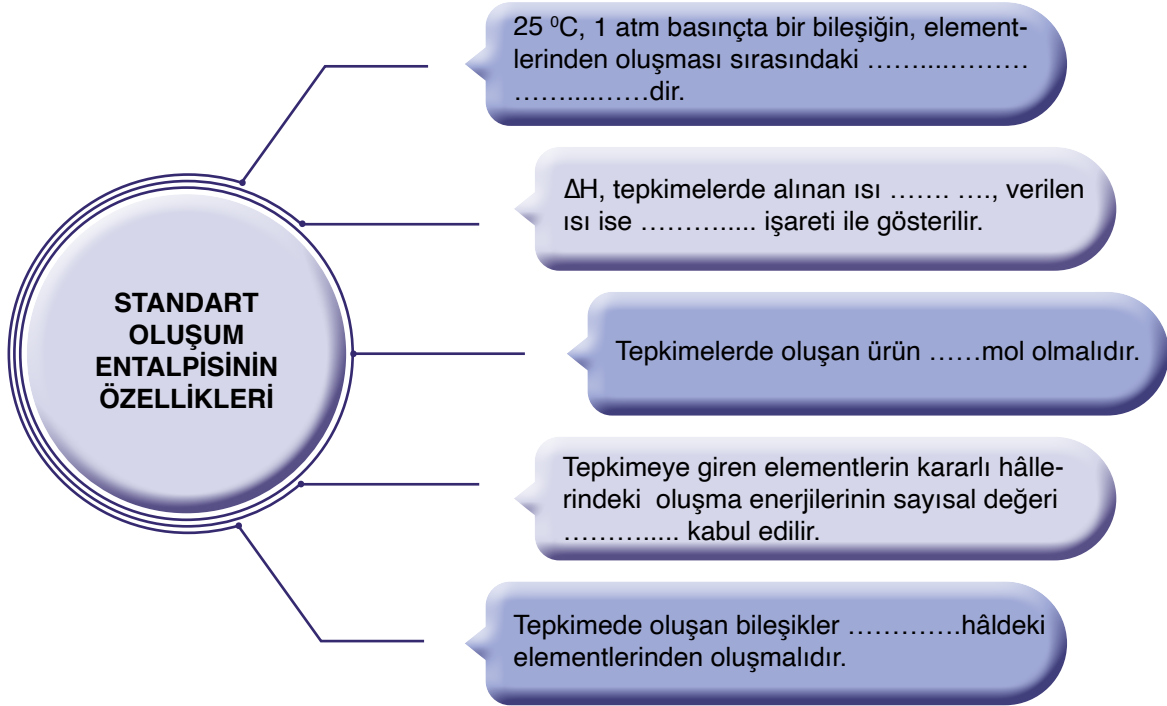 25 ⁰C, 1 atm basınçta bir bileşiğin, element-
lerinden oluşması sırasındaki ……....………
……....……dir.
ΔH, tepkimelerde alınan ısı ……. …., verilen
ısı ise ………...... işareti ile gösterilir.
STANDART
OLUŞUM
ENTALPİSİNİN
ÖZELLİKLERİ
Tepkimelerde oluşan ürün ……mol olmalıdır.
Tepkimeye giren elementlerin kararlı hâlle-
rindeki oluşma enerjilerinin sayısal değeri
………...... kabul edilir.
Tepkimede oluşan bileşikler ………….hâldeki
elementlerinden oluşmalıdır.